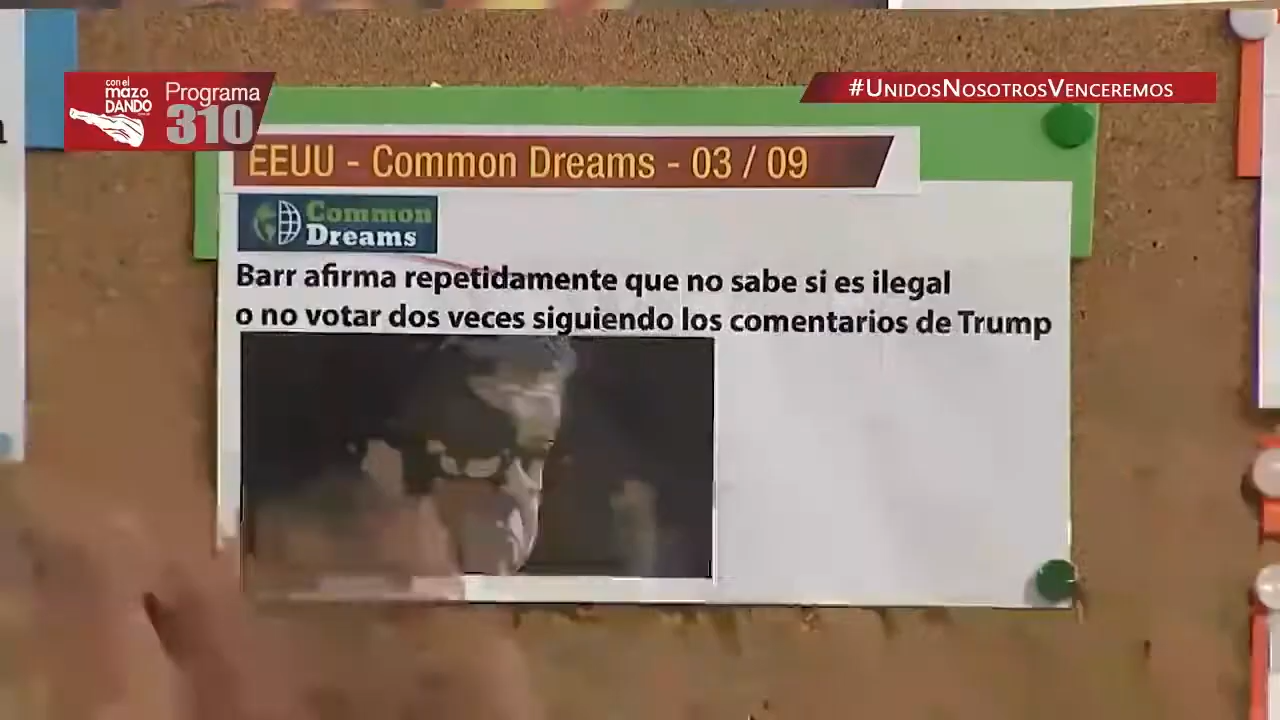 con el
mazo
DANDO
Programa
310
#UnidosNosotrosVenceremos
EEUU - Common Dreams - 03 / 09
Common
Dreams
Barr afirma repetidamente que no sabe si es ilegal
o no votar dos veces siguiendo los comentarios de Trump